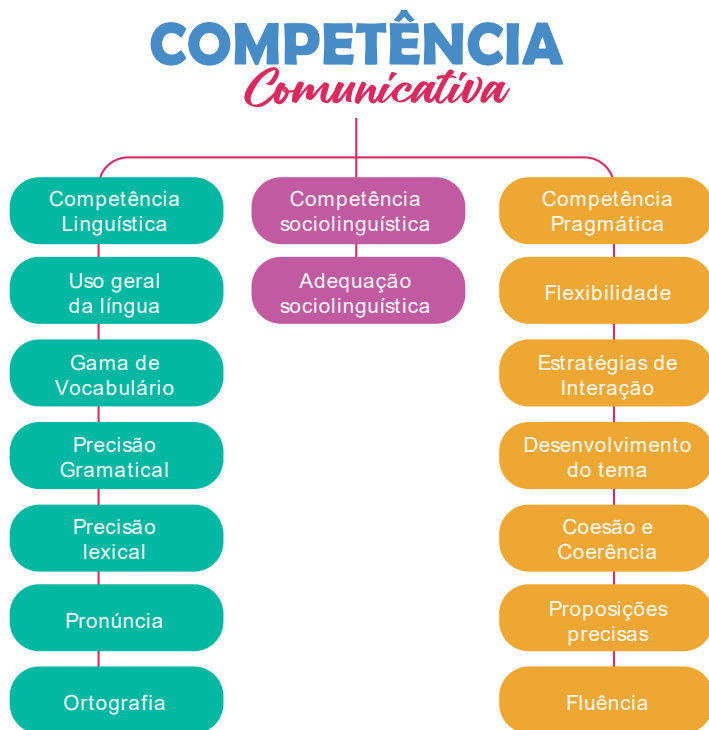 COMPETÊNCIA
Comunicativa
Competência
Linguística
Uso geral
da língua
Gama de
Vocabulário
Precisão
Gramatical
Precisão
lexical
Pronúncia
Ortografia
Competência
sociolinguística
Adequação
sociolinguística
Competência
Pragmática
Flexibilidade
Estratégias de
Interação
Desenvolvimento
do tema
Coesão e
Coerência
Proposições
precisas
Fluência